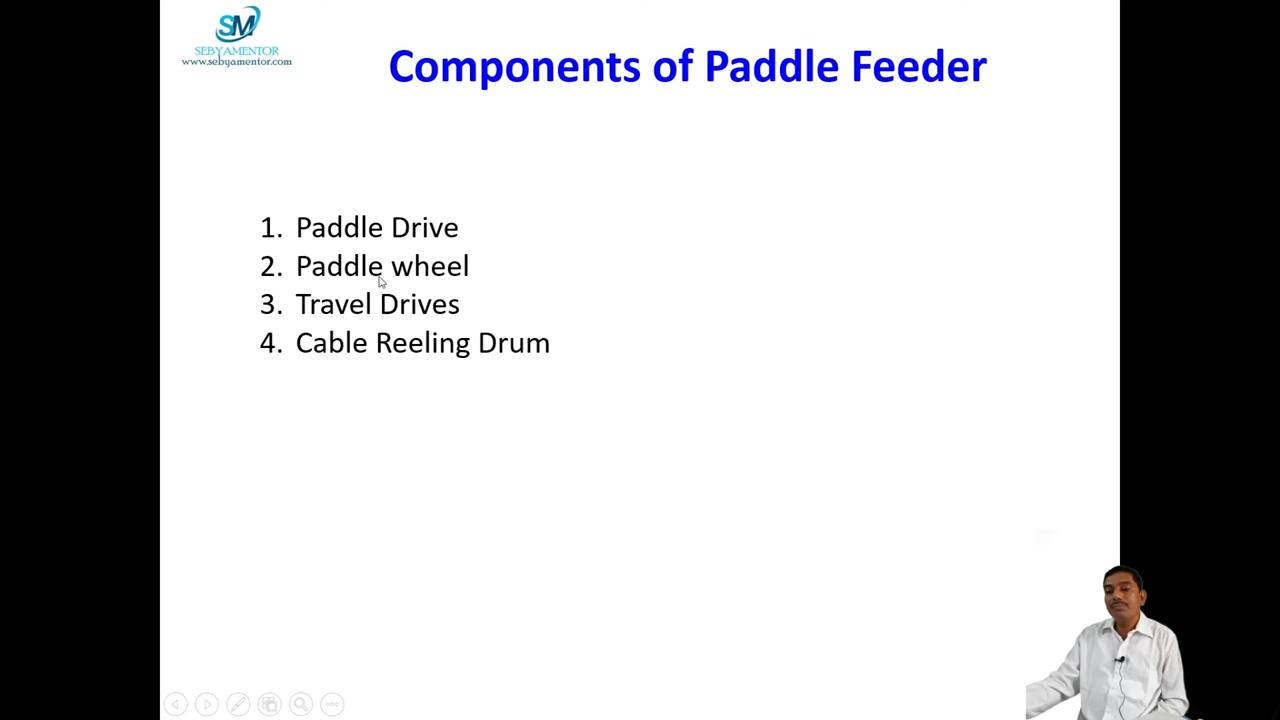 SM
SEBYAMENTOR
www.sebyamentor.com
Components of Paddle Feeder
1. Paddle Drive
2. Paddle wheel
3. Travel Drives
4. Cable Reeling Drum